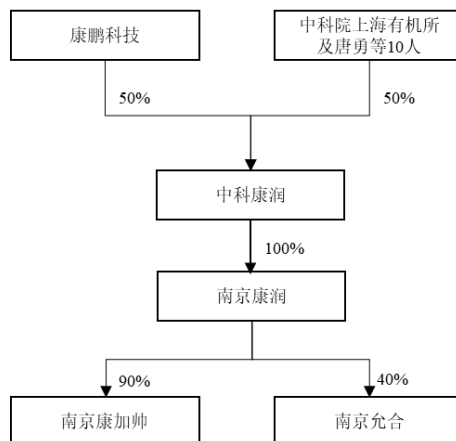 康鹏科技
中科院上海有机所
及唐勇等10人
50%
50%
中科康润
100%
南京康润
90%
40%
南京康加帅
南京允合